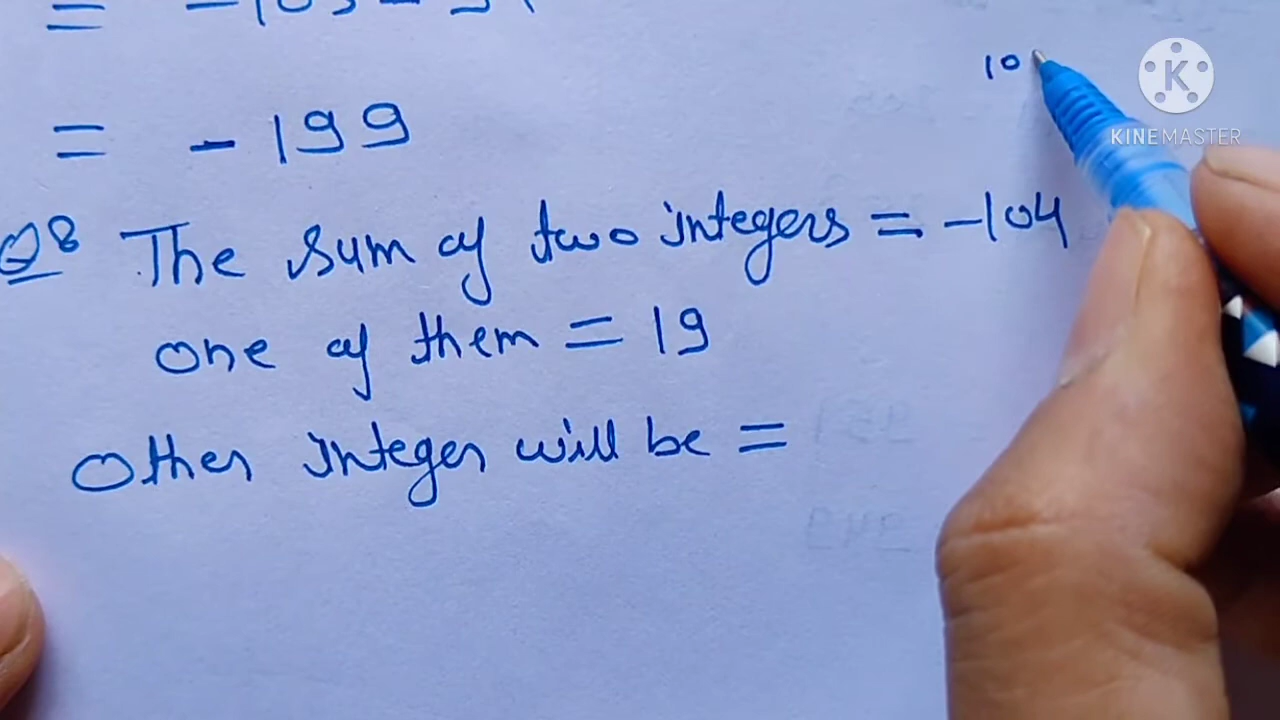 = - 199
10
KINEMASTER
Q8 The sum of two integers = -104
one of them = 19
Other integer will be =